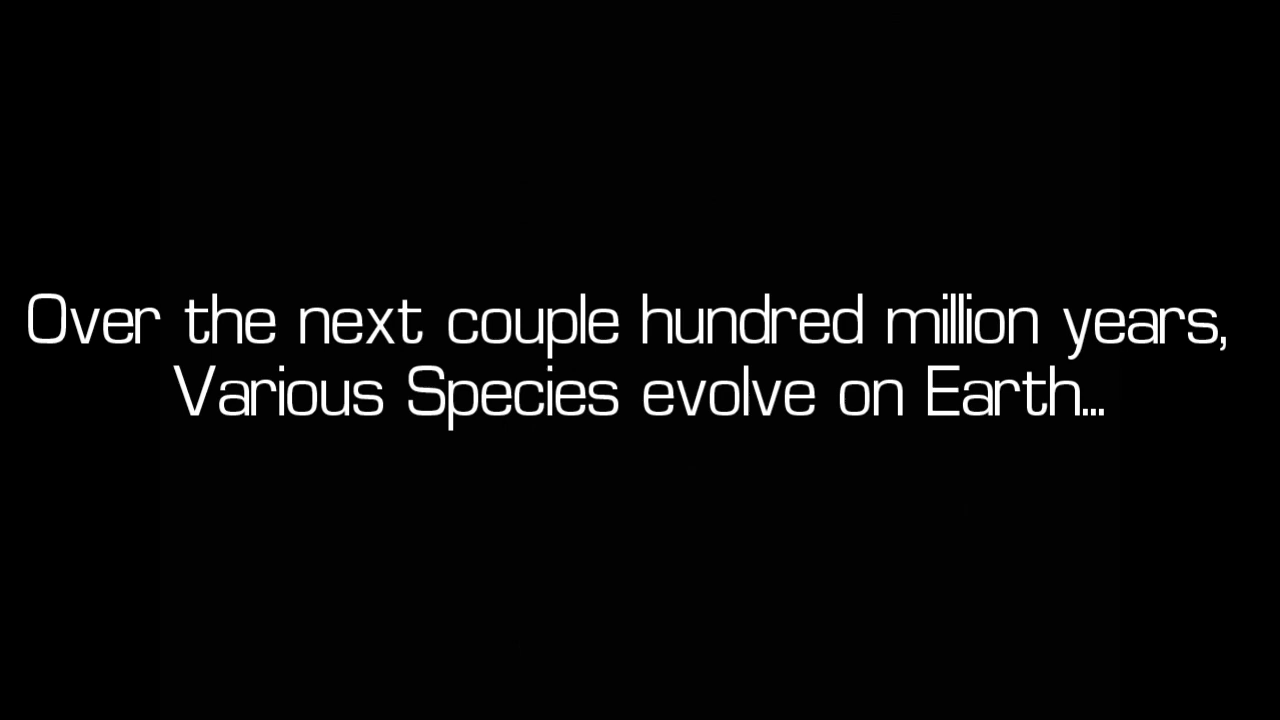 Over the next couple hundred million years,
Various Species evolve on Earth...